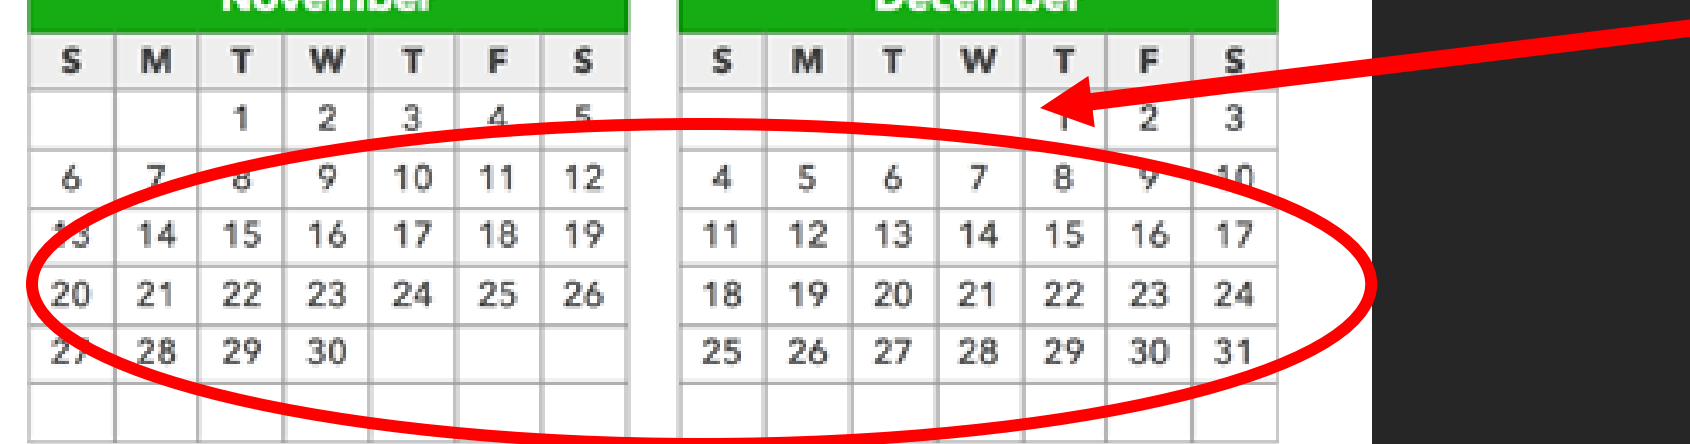 November December
S M T W T F S S M T W T F S
1 2 3 4 5 1 2 3
6 7 8 9 10 11 12 4 5 6 7 8 9 10
13 14 15 16 17 18 19 11 12 13 14 15 16 17
20 21 22 23 24 25 26 18 19 20 21 22 23 24
27 28 29 30 25 26 27 28 29 30 31